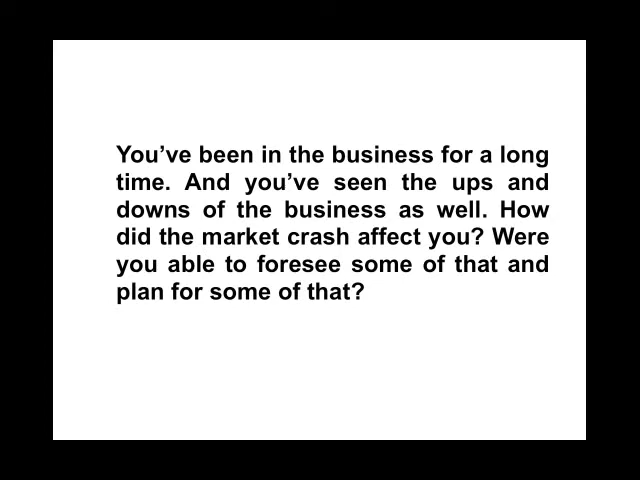 You’ve been in the business for a long
time. And you’ve seen the ups and
downs of the business as well. How
did the market crash affect you? Were
you able to foresee some of that and
plan for some of that?